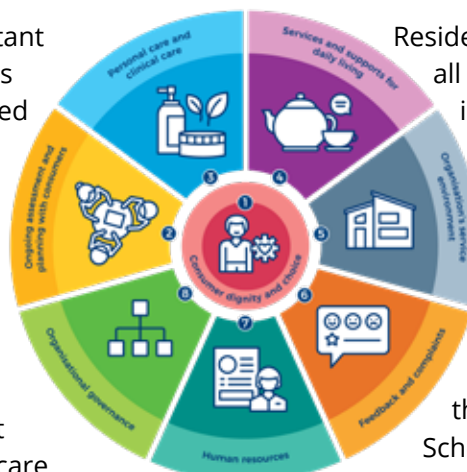 tant
s
ed
Reside
all
i
Personal care and
clinical care
Services and supports for
daily living
Ongoing assessment and
planning with consumers
Organisation's service
environment
3
4
1
2
5
Consumer dignity and choice
8
6
7
Organisational governance
Human resources
Feedback and complaints
t
care
th
Sch